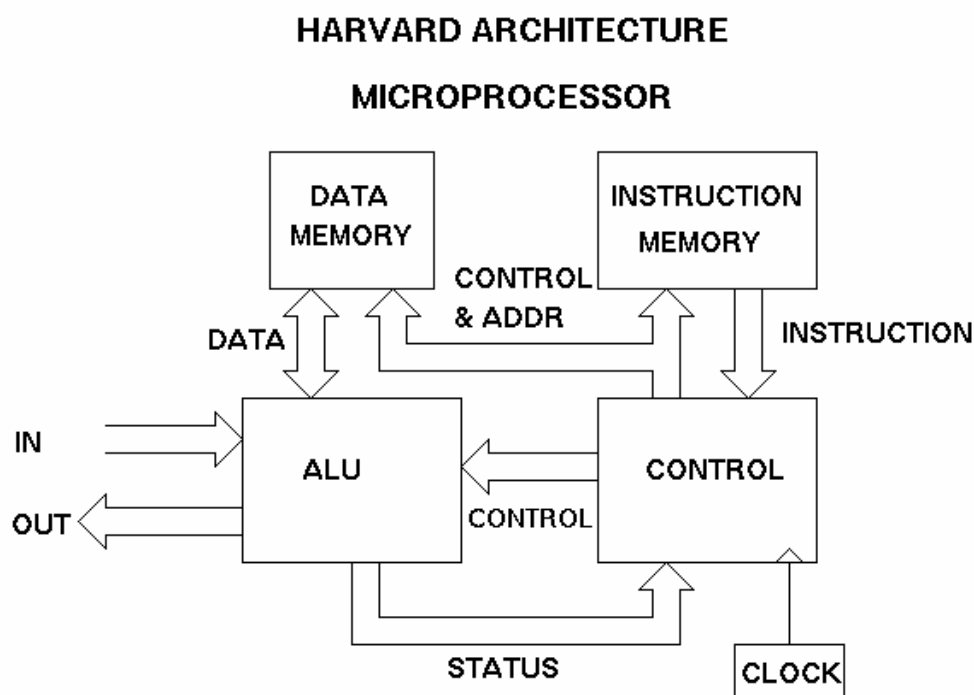 HARVARD ARCHITECTURE
MICROPROCESSOR
DATA
MEMORY
INSTRUCTION
MEMORY
CONTROL
& ADDR
DATA
INSTRUCTION
IN
ALU
CONTROL
OUT
CONTROL
STATUS
CLOCK